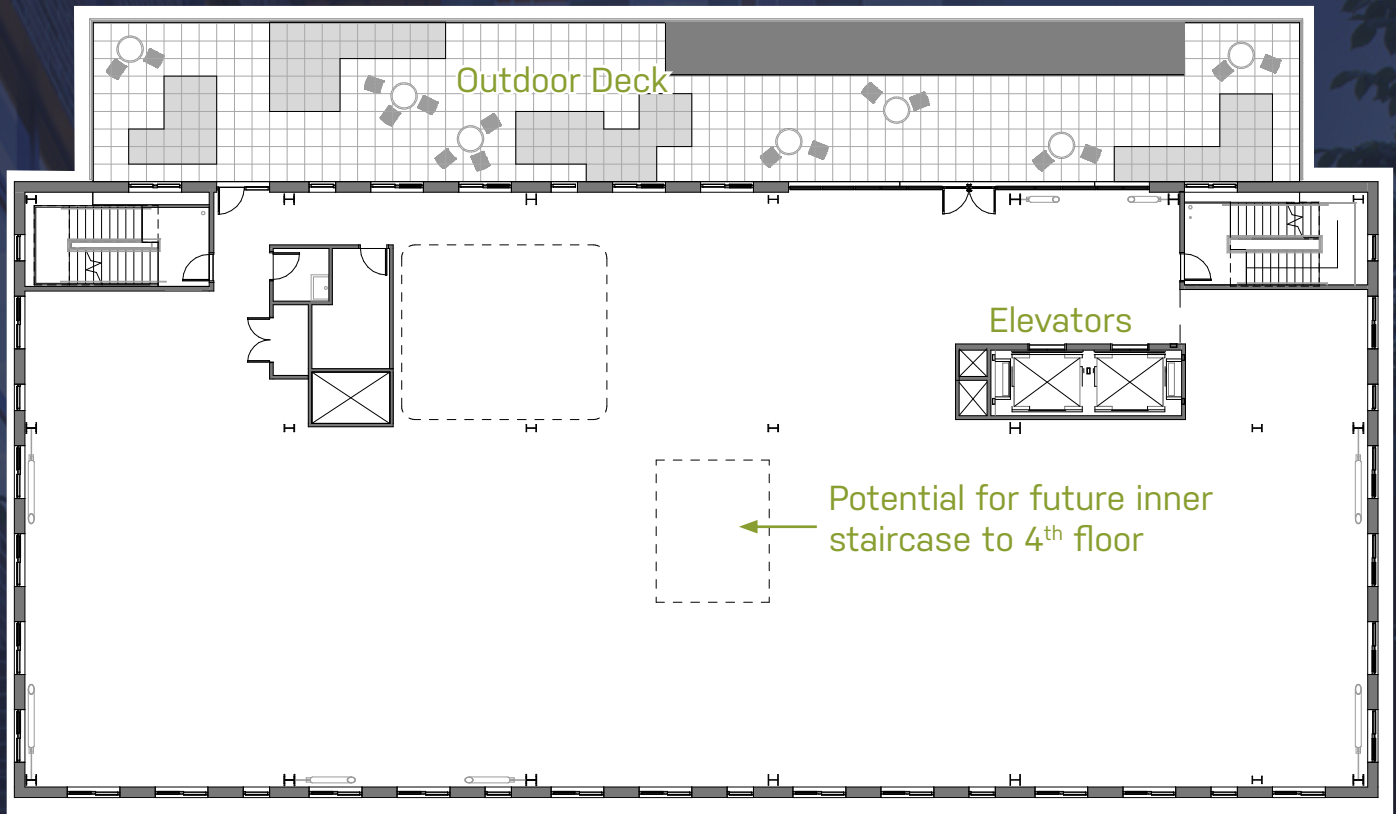 Outdoor Deck
Elevators
Potential for future inner
staircase to 4th floor